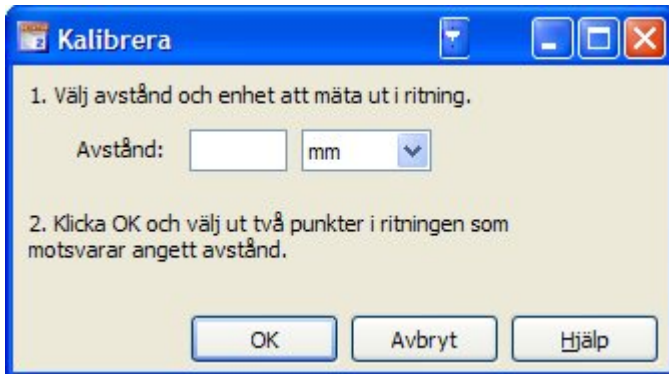 Kalibrera
1. Välj avstånd och enhet att mäta ut i ritning.
Avstånd: mm
2. Klicka OK och välj ut två punkter i ritningen som
motsvarar angett avstånd.
OK Avbryt Hjälp